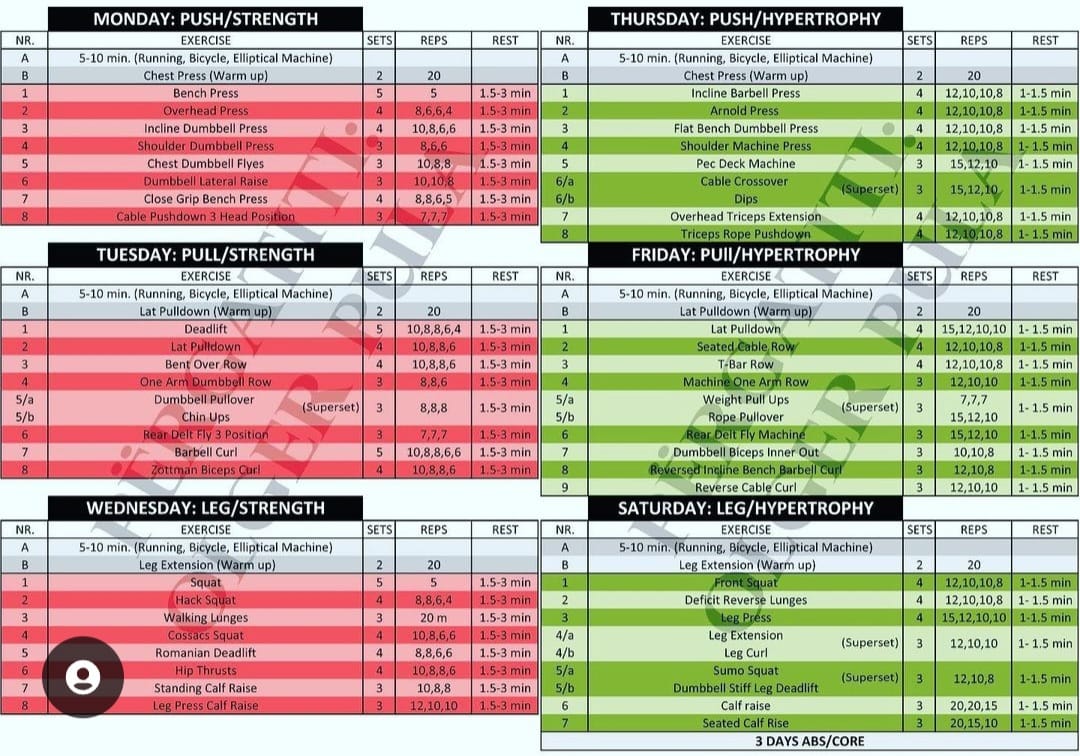 MONDAY: PUSH/STRENGTH
NR. EXERCISE SETS REPS REST
A 5-10 min. (Running, Bicycle, Elliptical Machine)
B Chest Press (Warm up) 2 20
1 Bench Press 5 5 1.5-3 min
2 Overhead Press 4 8,6,6,4 1.5-3 min
3 Incline Dumbbell Press 4 10,8,6,6 1.5-3 min
4 Shoulder Dumbbell Press 3 8,6,6 1.5-3 min
5 Chest Dumbbell Flyes 3 10,8,8 1.5-3 min
6 Dumbbell Lateral Raise 3 10,10,8 1.5-3 min
7 Close Grip Bench Press 4 8,8,6,5 1.5-3 min
8 Cable Pushdown 3 Head Position 3 7,7,7 1.5-3 min
TUESDAY: PULL/STRENGTH
NR. EXERCISE SETS REPS REST
A 5-10 min. (Running, Bicycle, Elliptical Machine)
B Lat Pulldown (Warm up) 2 20
1 Deadlift 5 10,8,8,6,4 1.5-3 min
2 Lat Pulldown 4 10,8,8,6 1.5-3 min
3 Bent Over Row 4 10,8,8,6 1.5-3 min
4 One Arm Dumbbell Row 3 8,8,6 1.5-3 min
5/a Dumbbell Pullover (Superset) 3 8,8,8 1.5-3 min
5/b Chin Ups
6 Rear Delt Fly 3 Position 3 7,7,7 1.5-3 min
7 Barbell Curl 5 10,8,8,6,6 1.5-3 min
8 Zottman Biceps Curl 4 10,8,8,6 1.5-3 min
WEDNESDAY: LEG/STRENGTH
NR. EXERCISE SETS REPS REST
A 5-10 min. (Running, Bicycle, Elliptical Machine)
B Leg Extension (Warm up) 2 20
1 Squat 5 5 1.5-3 min
2 Hack Squat 4 8,8,6,4 1.5-3 min
3 Walking Lunges 3 20 m 1.5-3 min
4 Cossacs Squat 4 10,8,6,6 1.5-3 min
5 Romanian Deadlift 4 8,8,6,6 1.5-3 min
6 Hip Thrusts 4 10,8,8,6 1.5-3 min
7 Standing Calf Raise 3 10,8,8 1.5-3 min
8 Leg Press Calf Raise 3 12,10,10 1.5-3 min
THURSDAY: PUSH/HYPERTROPHY
NR. EXERCISE SETS REPS REST
A 5-10 min. (Running, Bicycle, Elliptical Machine)
B Chest Press (Warm up) 2 20
1 Incline Barbell Press 4 12,10,10,8 1-1.5 min
2 Arnold Press 4 12,10,10,8 1-1.5 min
3 Flat Bench Dumbbell Press 4 12,10,10,8 1-1.5 min
4 Shoulder Machine Press 4 12,10,10,8 1- 1.5 min
5 Pec Deck Machine 3 15,12,10 1- 1.5 min
6/a Cable Crossover (Superset) 3 15,12,10 1-1.5 min
6/b Dips
7 Overhead Triceps Extension 4 12,10,10,8 1-1.5 min
8 Triceps Rope Pushdown 4 12,10,10,8 1- 1.5 min
FRIDAY: PUll/HYPERTROPHY
NR. EXERCISE SETS REPS REST
A 5-10 min. (Running, Bicycle, Elliptical Machine)
B Lat Pulldown (Warm up) 2 20
1 Lat Pulldown 4 15,12,10,10 1- 1.5 min
2 Seated Cable Row 4 12,10,10,8 1- 1.5 min
3 T-Bar Row 4 12,10,10,8 1- 1.5 min
4 Machine One Arm Row 3 12,10,10 1-1.5 min
5/a Weight Pull Ups (Superset) 3 7,7,7 1- 1.5 min
5/b Rope Pullover 15,12,10
6 Rear Delt Fly Machine 3 15,12,10 1-1.5 min
7 Dumbbell Biceps Inner Out 3 10,10,8 1-1.5 min
8 Reversed Incline Bench Barbell Curl 3 12,10,8 1-1.5 min
9 Reverse Cable Curl 3 12,10,10 1- 1.5 min
SATURDAY: LEG/HYPERTROPHY
NR. EXERCISE SETS REPS REST
A 5-10 min. (Running, Bicycle, Elliptical Machine)
B Leg Extension (Warm up) 2 20
1 Front Squat 4 12,10,10,8 1-1.5 min
2 Deficit Reverse Lunges 4 12,10,10,8 1- 1.5 min
3 Leg Press 4 15,12,10,10 1-1.5 min
4/a Leg Extension (Superset) 3 12,10,10 1- 1.5 min
4/b Leg Curl
5/a Sumo Squat (Superset) 3 12,10,8 1-1.5 min
5/b Dumbbell Stiff Leg Deadlift
6 Calf raise 3 20,20,15 1- 1.5 min
7 Seated Calf Rise 3 20,15,10 1-1.5 min
3 DAYS ABS/CORE
PËRGATITI:
OLGER PULA
PËRGATITI:
OLGER PULA